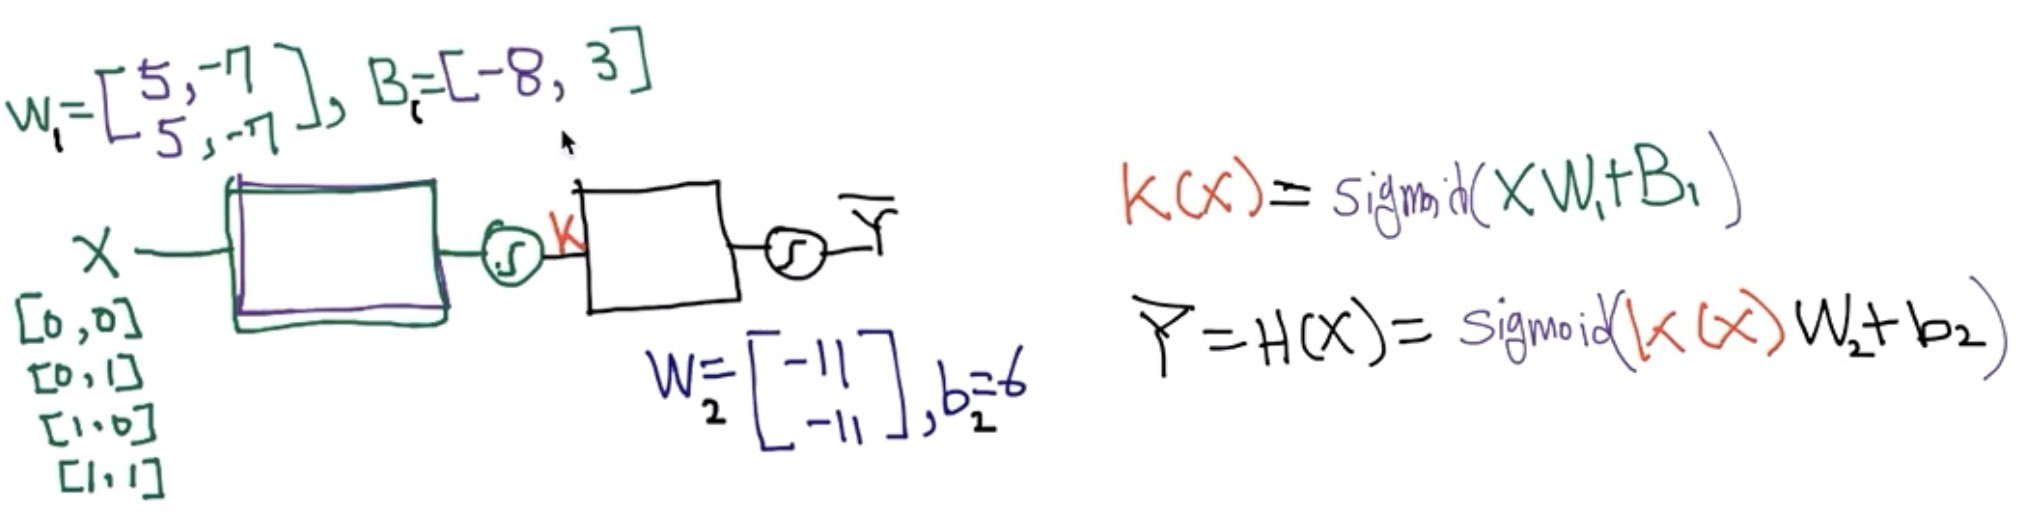 W₁=[5,-7
5,-7], B₁=[-8, 3]
K(X)= sigmoid(XW₁+B₁)
X
S
K
S
Y̅
[0,0]
[0,1]
[1.0]
[1,1]
W₂=[-11
-11], b₂=6
Y̅=H(X)= sigmoid(K(X)W₂+b₂)